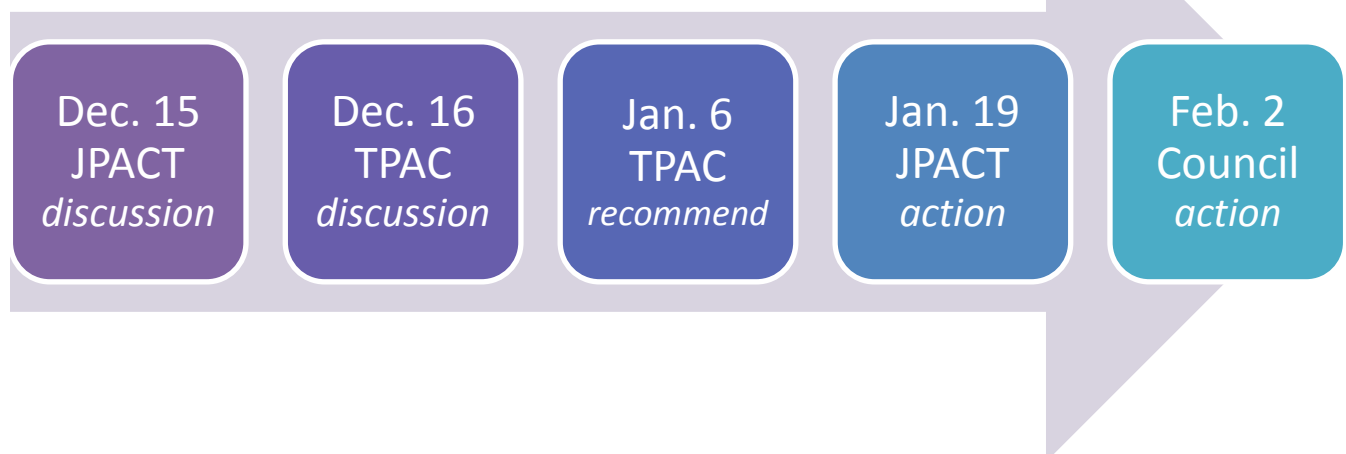 Dec. 15
JPACT
discussion
Dec. 16
TPAC
discussion
Jan. 6
TPAC
recommend
Jan. 19
JPACT
action
Feb. 2
Council
action